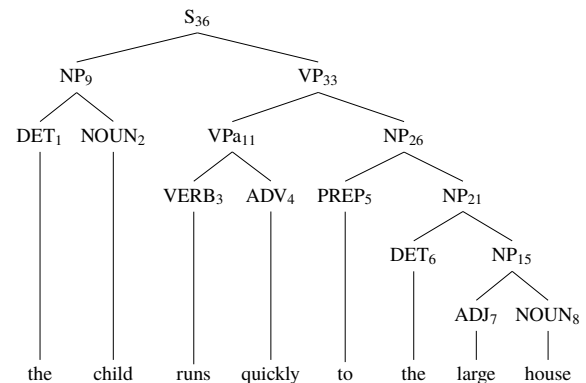 S₃₆
NP₉ VP₃₃
DET₁ NOUN₂ VPa₁₁ NP₂₆
VERB₃ ADV₄ PREP₅ NP₂₁
DET₆ NP₁₅
ADJ₇ NOUN₈
the child runs quickly to the large house